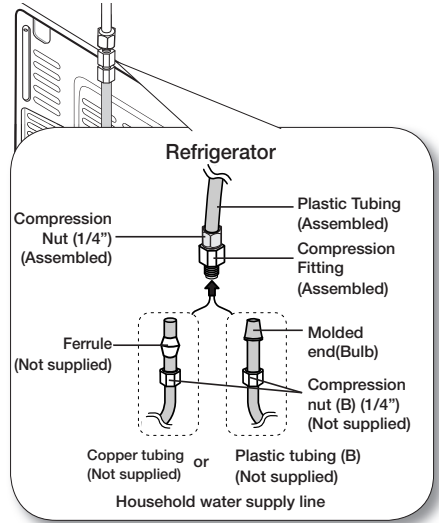 Refrigerator
Compression
Nut (1/4”)
(Assembled)
Plastic Tubing
(Assembled)
Compression
Fitting
(Assembled)
Ferrule
(Not supplied)
Molded
end(Bulb)
Compression
nut (B) (1/4”)
(Not supplied)
Copper tubing
(Not supplied)
or
Plastic tubing (B)
(Not supplied)
Household water supply line